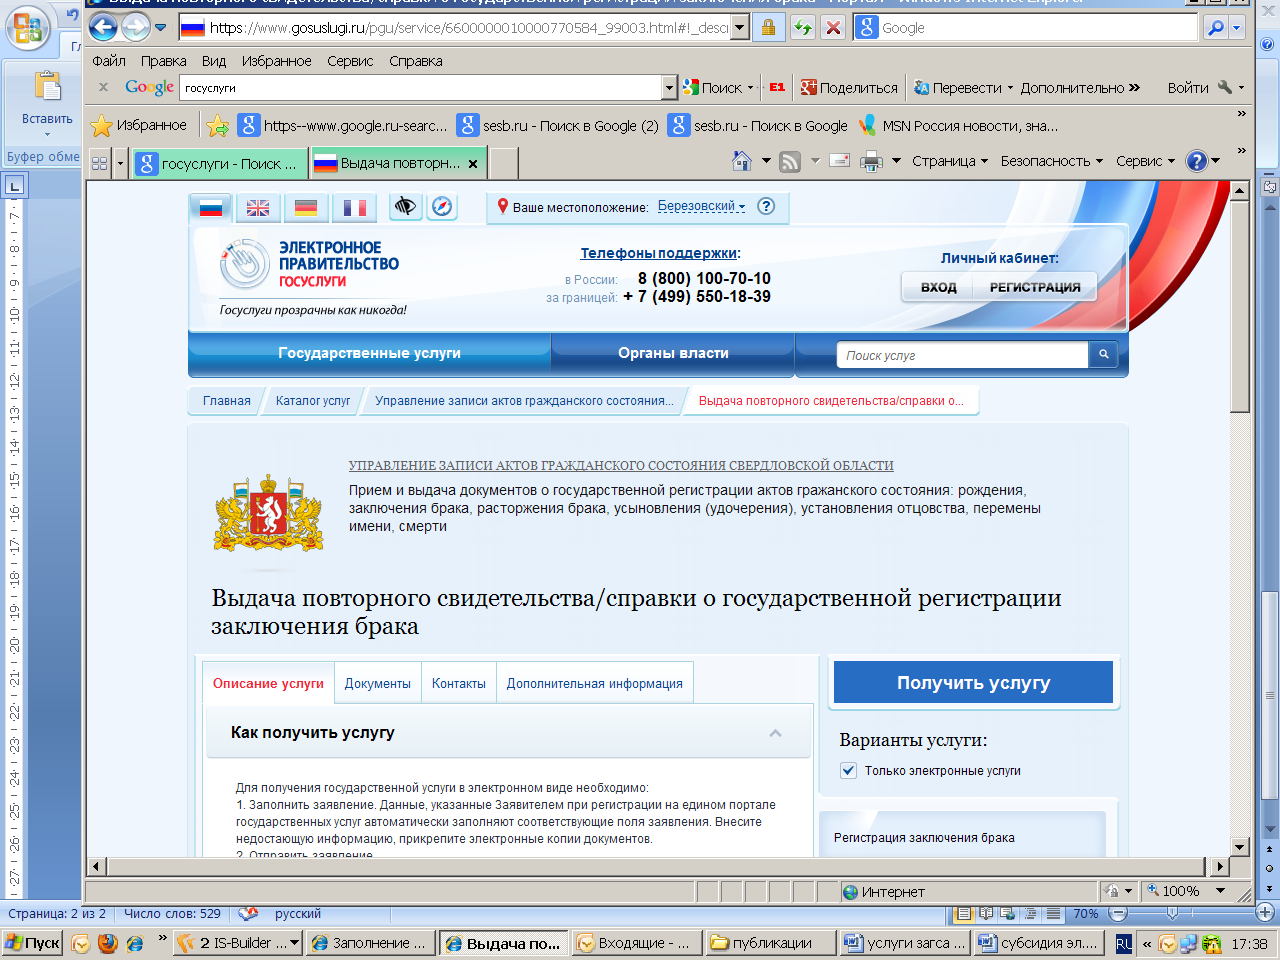 https://www.gosuslugi.ru/pgu/service/6600000010000770584_99003.html#!_desci
Google
Файл Правка Вид Избранное Сервис Справка
x Google госуслуги Поиск E1 Поделиться Перевести Дополнительно » Войти
Избранное https--www.google.ru-searc... sesb.ru - Поиск в Google (2) sesb.ru - Поиск в Google MSN Россия новости, зна... »
госуслуги - Поиск ... Выдача повторн... Страница Безопасность Сервис »
Вставить
Буфер обме
Ваше местоположение: Березовский
ЭЛЕКТРОННОЕ
ПРАВИТЕЛЬСТВО
ГОСУСЛУГИ
Госуслуги прозрачны как никогда!
Телефоны поддержки:
в России: 8 (800) 100-70-10
за границей: + 7 (499) 550-18-39
Личный кабинет:
ВХОД РЕГИСТРАЦИЯ
Государственные услуги Органы власти Поиск услуг
Главная Каталог услуг Управление записи актов гражданского состояния... Выдача повторного свидетельства/справки о...
УПРАВЛЕНИЕ ЗАПИСИ АКТОВ ГРАЖДАНСКОГО СОСТОЯНИЯ СВЕРДЛОВСКОЙ ОБЛАСТИ
Прием и выдача документов о государственной регистрации актов гражанского состояния: рождения,
заключения брака, расторжения брака, усыновления (удочерения), установления отцовства, перемены
имени, смерти
Выдача повторного свидетельства/справки о государственной регистрации
заключения брака
Описание услуги Документы Контакты Дополнительная информация
Как получить услугу
Для получения государственной услуги в электронном виде необходимо:
1. Заполнить заявление. Данные, указанные Заявителем при регистрации на едином портале
государственных услуг автоматически заполняют соответствующие поля заявления. Внесите
недостающую информацию, прикрепите электронные копии документов.
2. Отправить заявление
Получить услугу
Варианты услуги:
Только электронные услуги
Регистрация заключения брака
Интернет 100%
Страница: 2 из 2 Число слов: 529 русский 70%
Пуск » 2 IS-Builder Заполнение ... Выдача по... Входящие - ... публикации услуги загса ... субсидия эл.... RU « 17:38